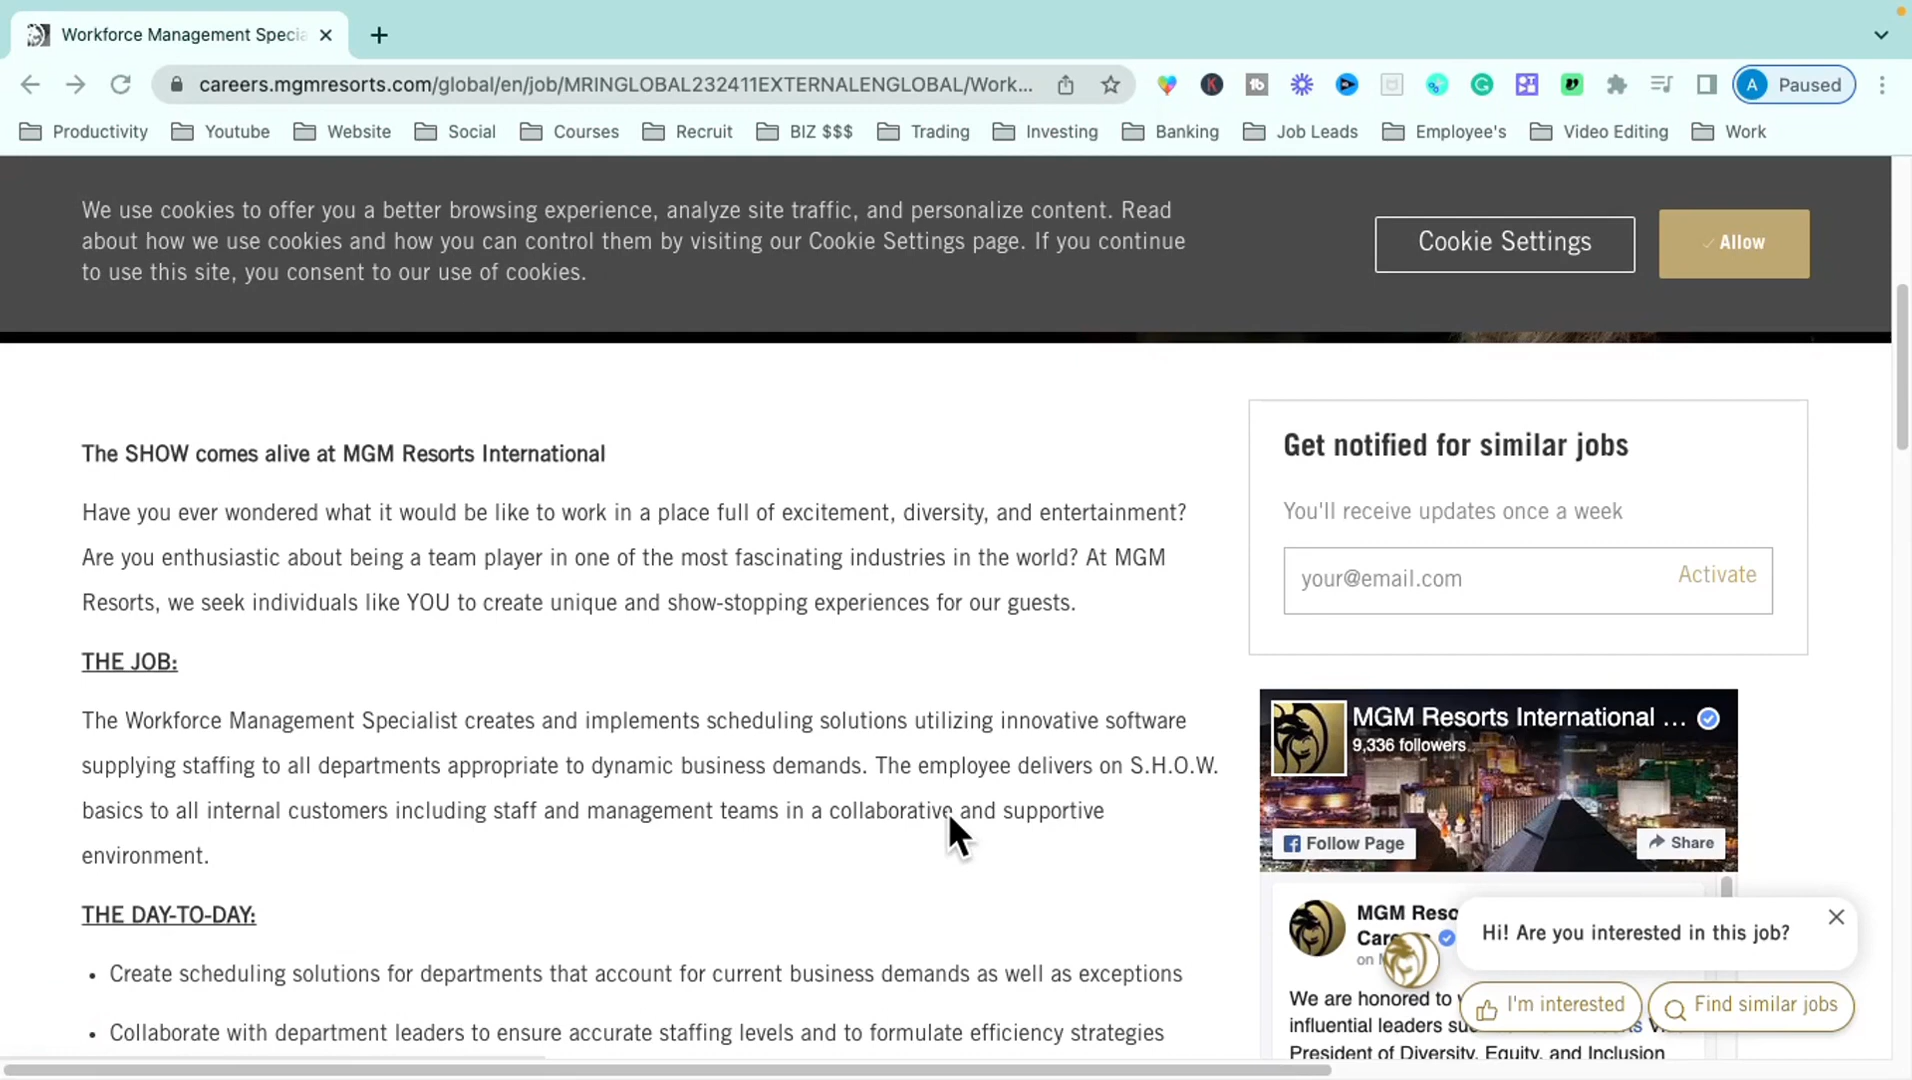 Workforce Management Specia
careers.mgmresorts.com/global/en/job/MRINGLOBAL232411EXTERNALENGLOBAL/Work...
A Paused
Productivity Youtube Website Social Courses Recruit BIZ $$$ Trading Investing Banking Job Leads Employee's Video Editing Work
We use cookies to offer you a better browsing experience, analyze site traffic, and personalize content. Read
about how we use cookies and how you can control them by visiting our Cookie Settings page. If you continue
to use this site, you consent to our use of cookies.
Cookie Settings
Allow
The SHOW comes alive at MGM Resorts International
Have you ever wondered what it would be like to work in a place full of excitement, diversity, and entertainment?
Are you enthusiastic about being a team player in one of the most fascinating industries in the world? At MGM
Resorts, we seek individuals like YOU to create unique and show-stopping experiences for our guests.
THE JOB:
The Workforce Management Specialist creates and implements scheduling solutions utilizing innovative software
supplying staffing to all departments appropriate to dynamic business demands. The employee delivers on S.H.O.W.
basics to all internal customers including staff and management teams in a collaborative and supportive
environment.
THE DAY-TO-DAY:
• Create scheduling solutions for departments that account for current business demands as well as exceptions
• Collaborate with department leaders to ensure accurate staffing levels and to formulate efficiency strategies
Get notified for similar jobs
You'll receive updates once a week
your@email.com
Activate
MGM Resorts International ...
9,336 followers
Follow Page
Share
MGM Reso
Care
on
Hi! Are you interested in this job?
I'm interested
Find similar jobs
We are honored to
influential leaders su
President of Diversity, Equity, and Inclusion